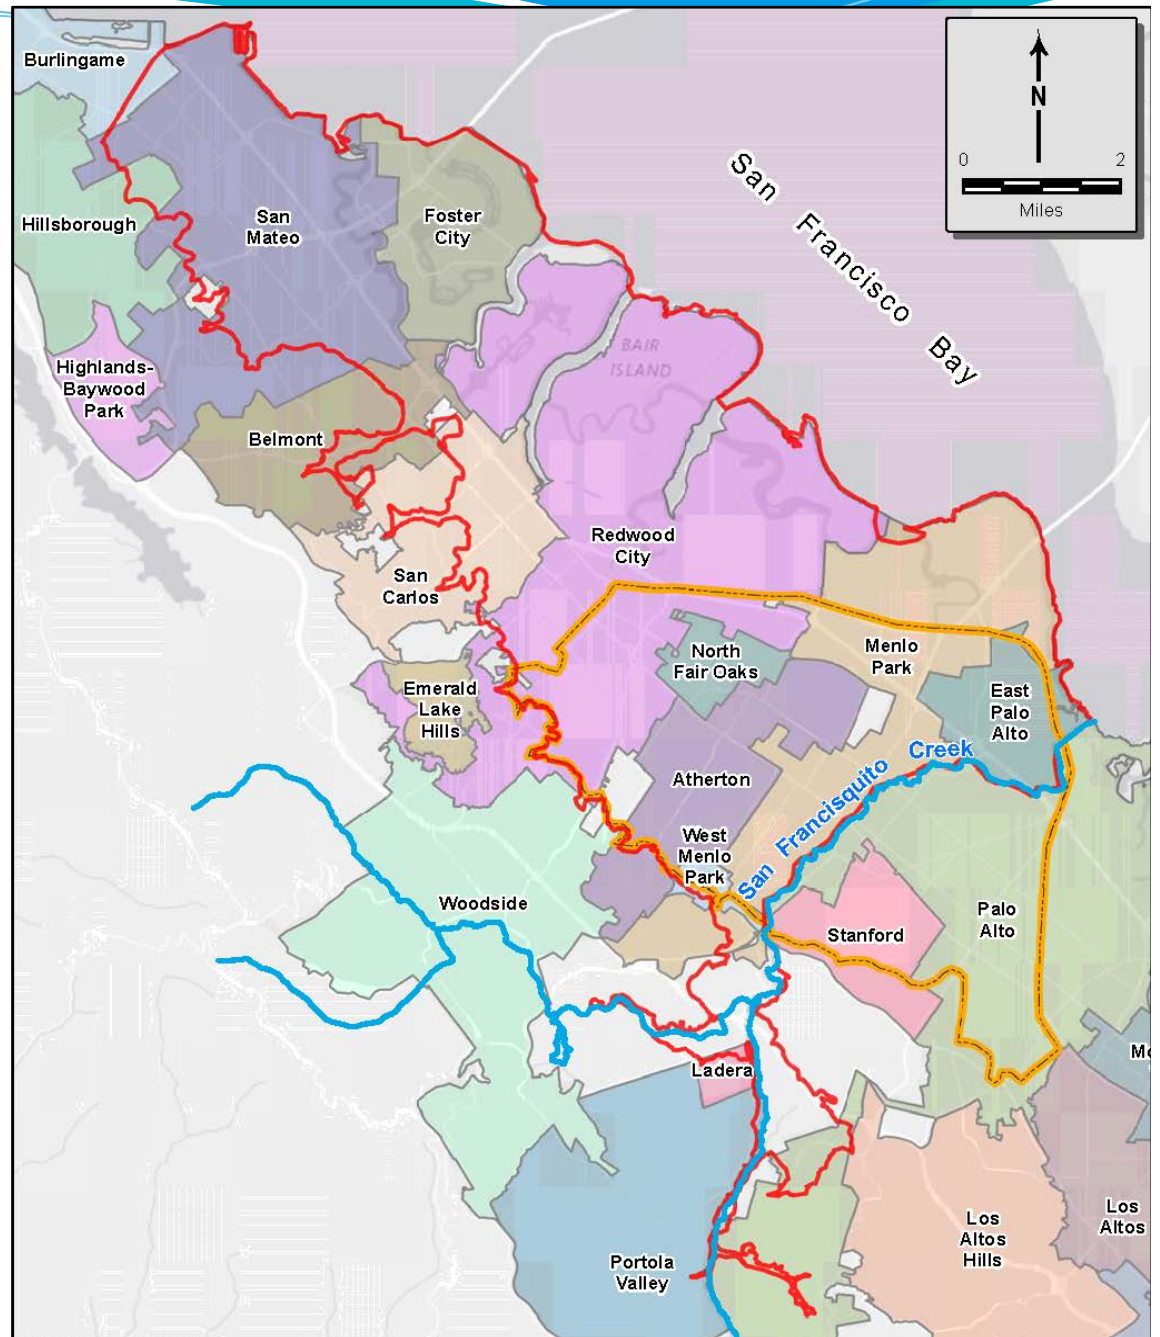 Burlingame
N
0 2
Miles
San Francisco Bay
Hillsborough
San
Mateo
Foster
City
BAIR
ISLAND
Highlands-
Baywood
Park
Belmont
Redwood
City
San
Carlos
North
Fair Oaks
Menlo
Park
Emerald
Lake
Hills
East
Palo
Alto
Atherton
San Francisquito Creek
West
Menlo
Park
Woodside
Stanford
Palo
Alto
Ladera
Mo
Los
Altos
Los
Altos
Hills
Portola
Valley